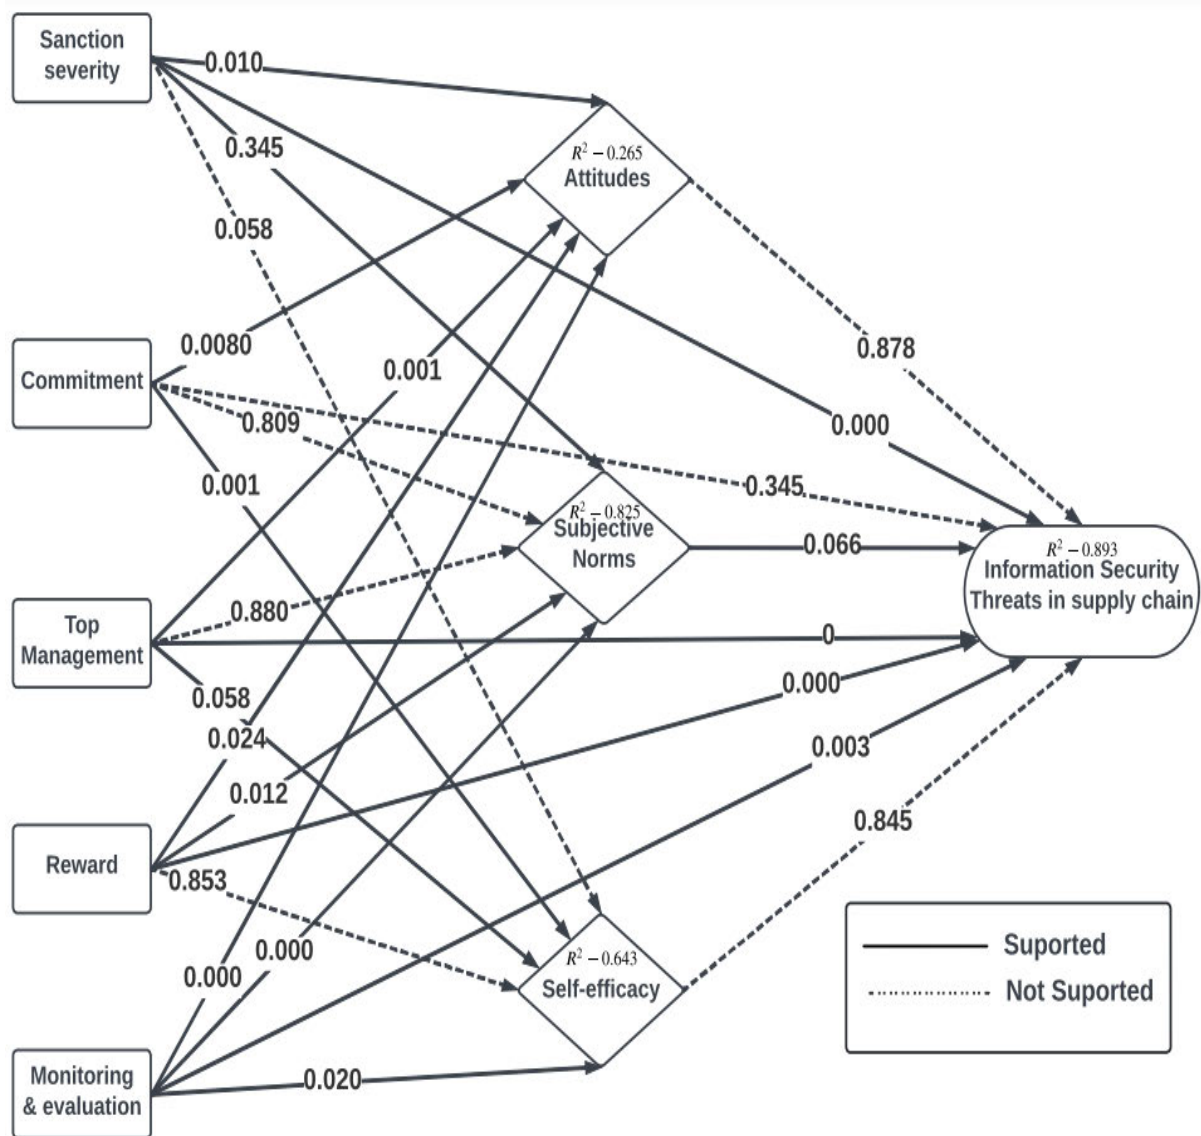 Sanction
severity
0.010
0.345
R² – 0.265
Attitudes
0.058
0.0080
0.878
Commitment
0.001
0.809
0.000
0.001
0.345
R² – 0.825
Subjective
Norms
0.066
R² – 0.893
Information Security
Threats in supply chain
0.880
Top
Management
0
0.058
0.000
0.024
0.003
0.012
0.845
Reward
0.853
0.000
0.000
R² – 0.643
Self-efficacy
Suported
Not Suported
Monitoring
& evaluation
0.020